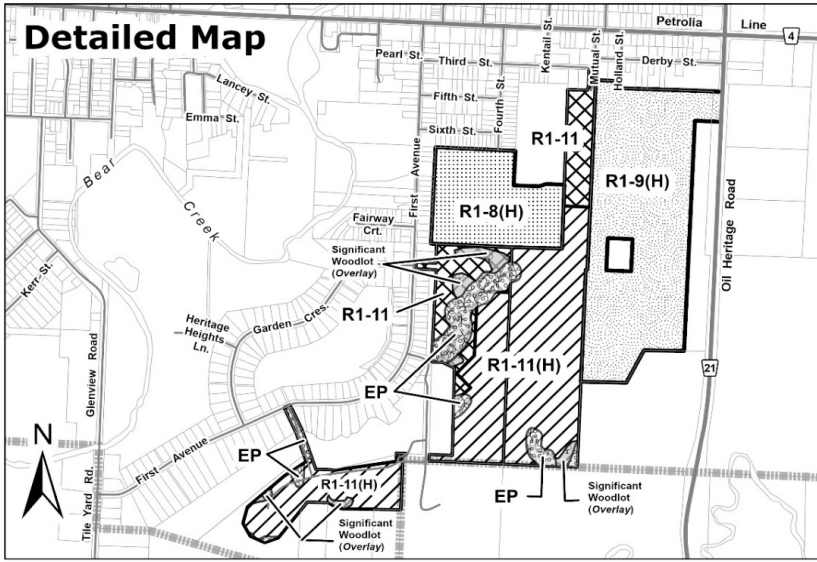 Detailed Map
Petrolia Line
4
Pearl St.
Third St.
Kentail St.
Mutual St.
Holland St.
Derby St.
Lancey St.
Emma St.
Fifth St.
Fourth St.
Sixth St.
First Avenue
R1-11
R1-9(H)
R1-8(H)
Bear Creek
Fairway
Crt.
Significant
Woodlot
(Overlay)
R1-11
Kerr St.
Garden Cres.
Heritage
Heights
Ln.
Oil Heritage Road
21
R1-11(H)
EP
Glenview Road
N
First Avenue
EP
R1-11(H)
EP
Significant
Woodlot
(Overlay)
Significant
Woodlot
(Overlay)
Tile Yard Rd.